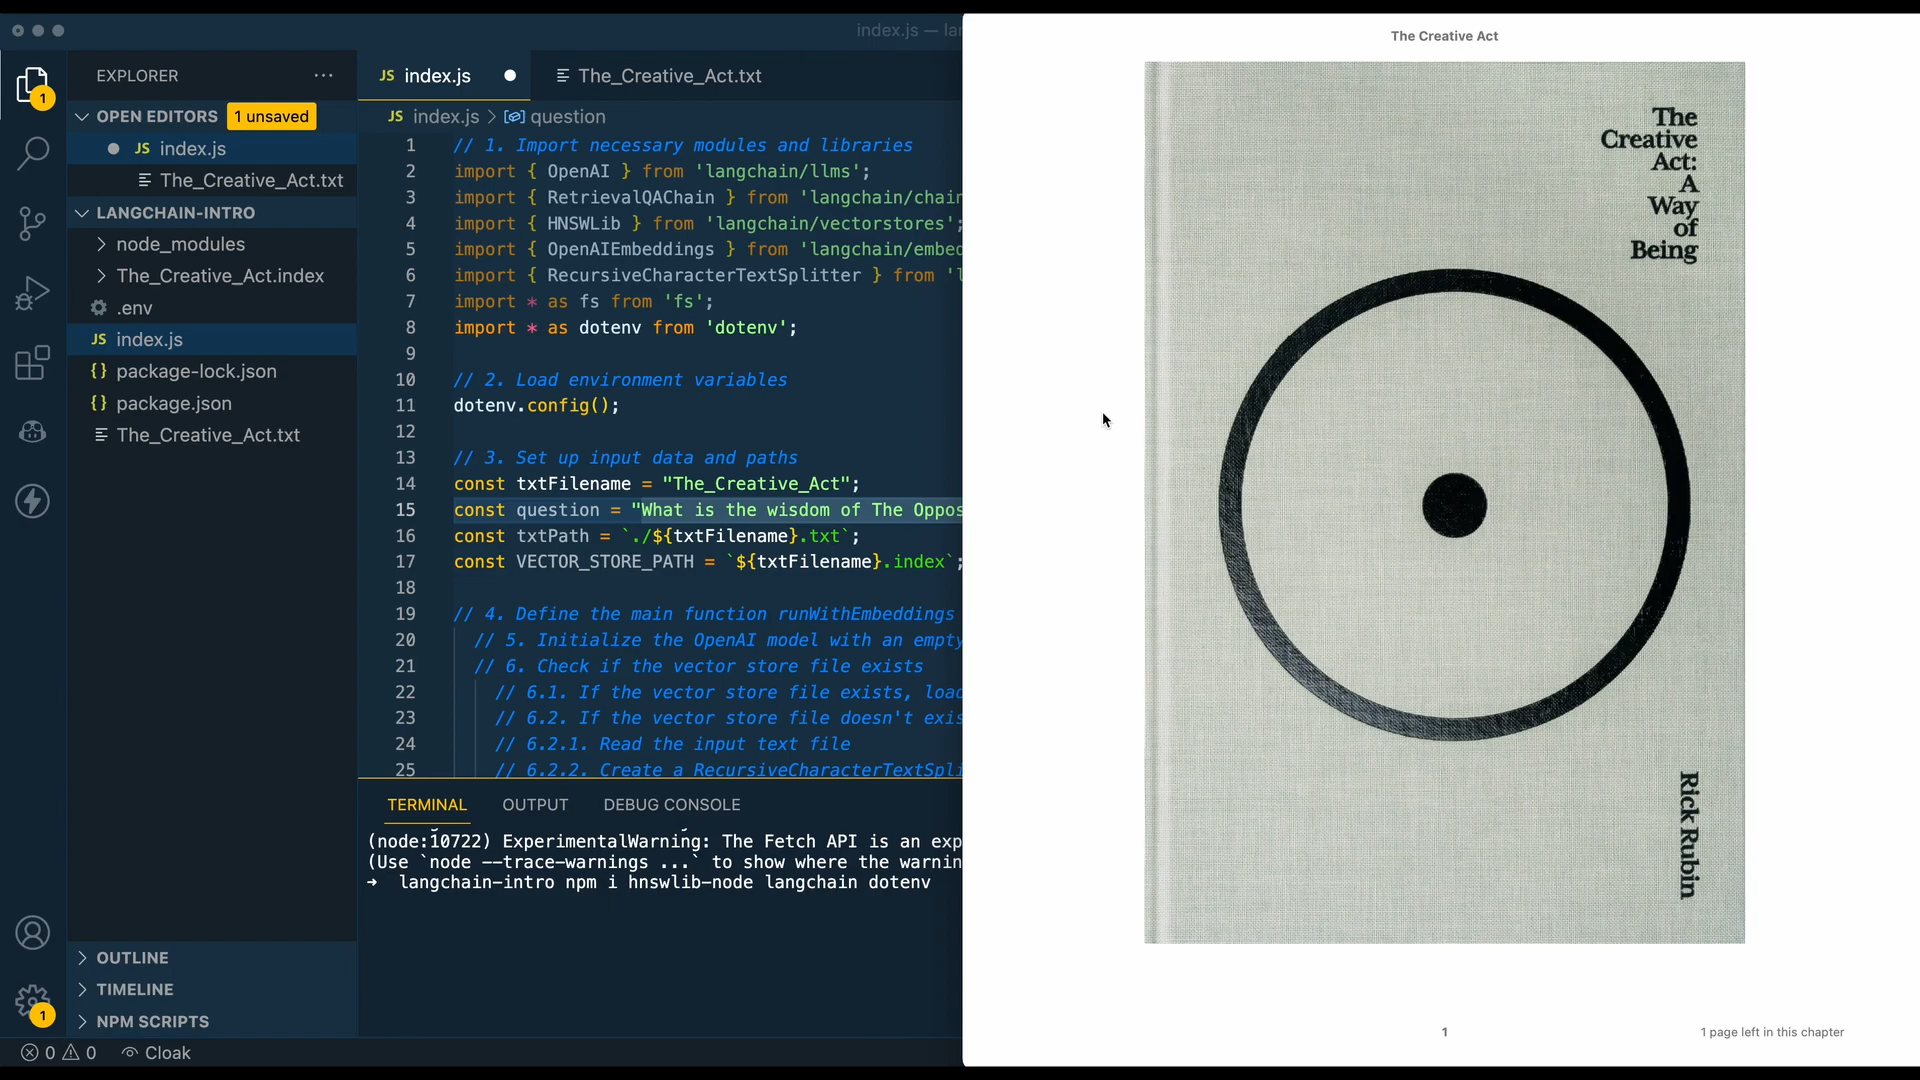 index.js — lan
EXPLORER
1
OPEN EDITORS
1 unsaved
JS index.js
The_Creative_Act.txt
LANGCHAIN-INTRO
node_modules
The_Creative_Act.index
.env
JS index.js
{} package-lock.json
{} package.json
The_Creative_Act.txt
OUTLINE
TIMELINE
1
NPM SCRIPTS
0 0 Cloak
JS index.js
The_Creative_Act.txt
JS index.js > question
1 // 1. Import necessary modules and libraries
2 import { OpenAI } from 'langchain/llms';
3 import { RetrievalQAChain } from 'langchain/chain
4 import { HNSWLib } from 'langchain/vectorstores';
5 import { OpenAIEmbeddings } from 'langchain/embed
6 import { RecursiveCharacterTextSplitter } from 'l
7 import * as fs from 'fs';
8 import * as dotenv from 'dotenv';
9
10 // 2. Load environment variables
11 dotenv.config();
12
13 // 3. Set up input data and paths
14 const txtFilename = "The_Creative_Act";
15 const question = "What is the wisdom of The Oppos
16 const txtPath = `./${txtFilename}.txt`;
17 const VECTOR_STORE_PATH = `${txtFilename}.index`;
18
19 // 4. Define the main function runWithEmbeddings
20 // 5. Initialize the OpenAI model with an empty
21 // 6. Check if the vector store file exists
22 // 6.1. If the vector store file exists, load
23 // 6.2. If the vector store file doesn't exis
24 // 6.2.1. Read the input text file
25 // 6.2.2. Create a RecursiveCharacterTextSpli
TERMINAL OUTPUT DEBUG CONSOLE
(node:10722) ExperimentalWarning: The Fetch API is an exp
(Use `node --trace-warnings ...` to show where the warnin
➜ langchain-intro npm i hnswlib-node langchain dotenv
The Creative Act
The
Creative
Act:
A
Way
of
Being
Rick Rubin
1
1 page left in this chapter